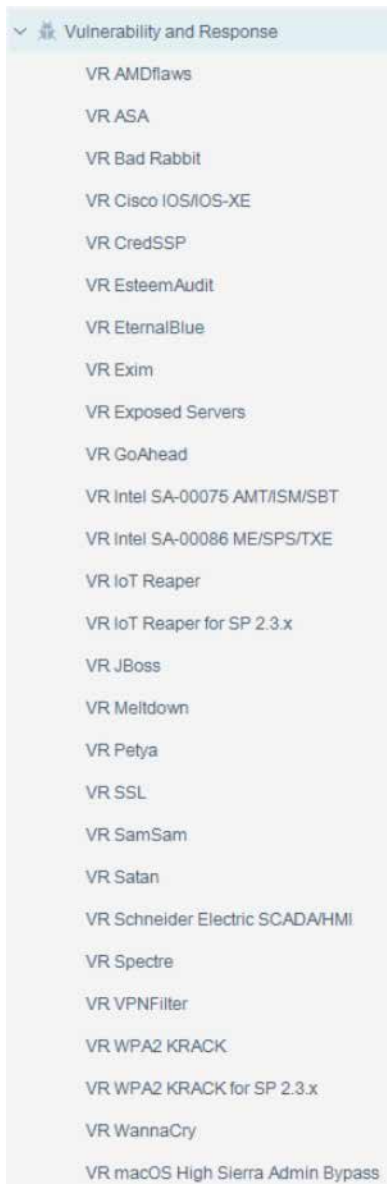 Vulnerability and Response
VR AMDflaws
VR ASA
VR Bad Rabbit
VR Cisco IOS/IOS-XE
VR CredSSP
VR EsteemAudit
VR EternalBlue
VR Exim
VR Exposed Servers
VR GoAhead
VR Intel SA-00075 AMT/ISM/SBT
VR Intel SA-00086 ME/SPS/TXE
VR IoT Reaper
VR IoT Reaper for SP 2.3.x
VR JBoss
VR Meltdown
VR Petya
VR SSL
VR SamSam
VR Satan
VR Schneider Electric SCADA/HMI
VR Spectre
VR VPNFilter
VR WPA2 KRACK
VR WPA2 KRACK for SP 2.3.x
VR WannaCry
VR macOS High Sierra Admin Bypass